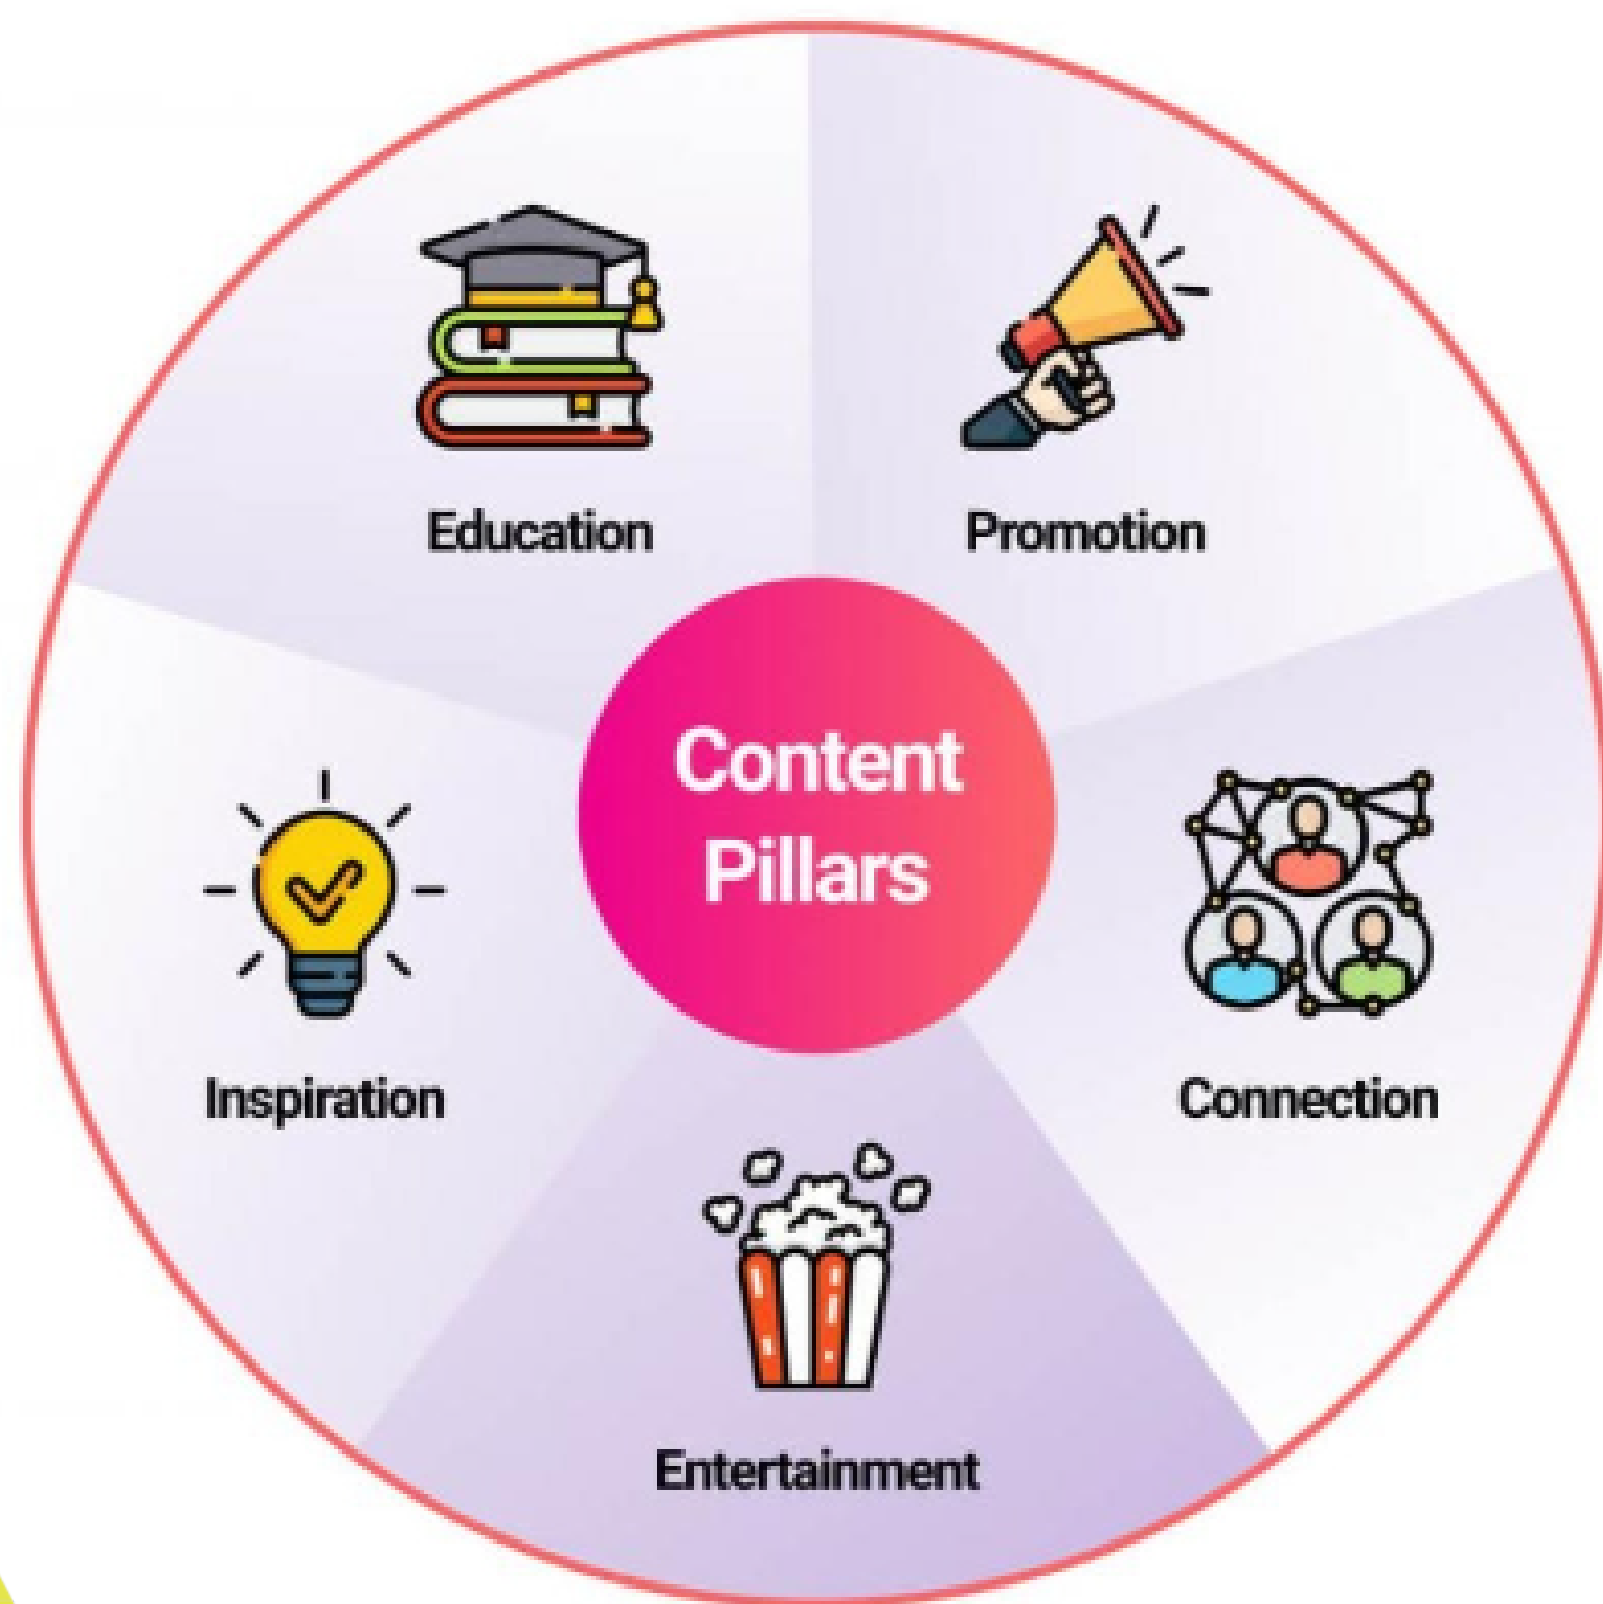 Education
Promotion
Content
Pillars
Inspiration
Connection
Entertainment